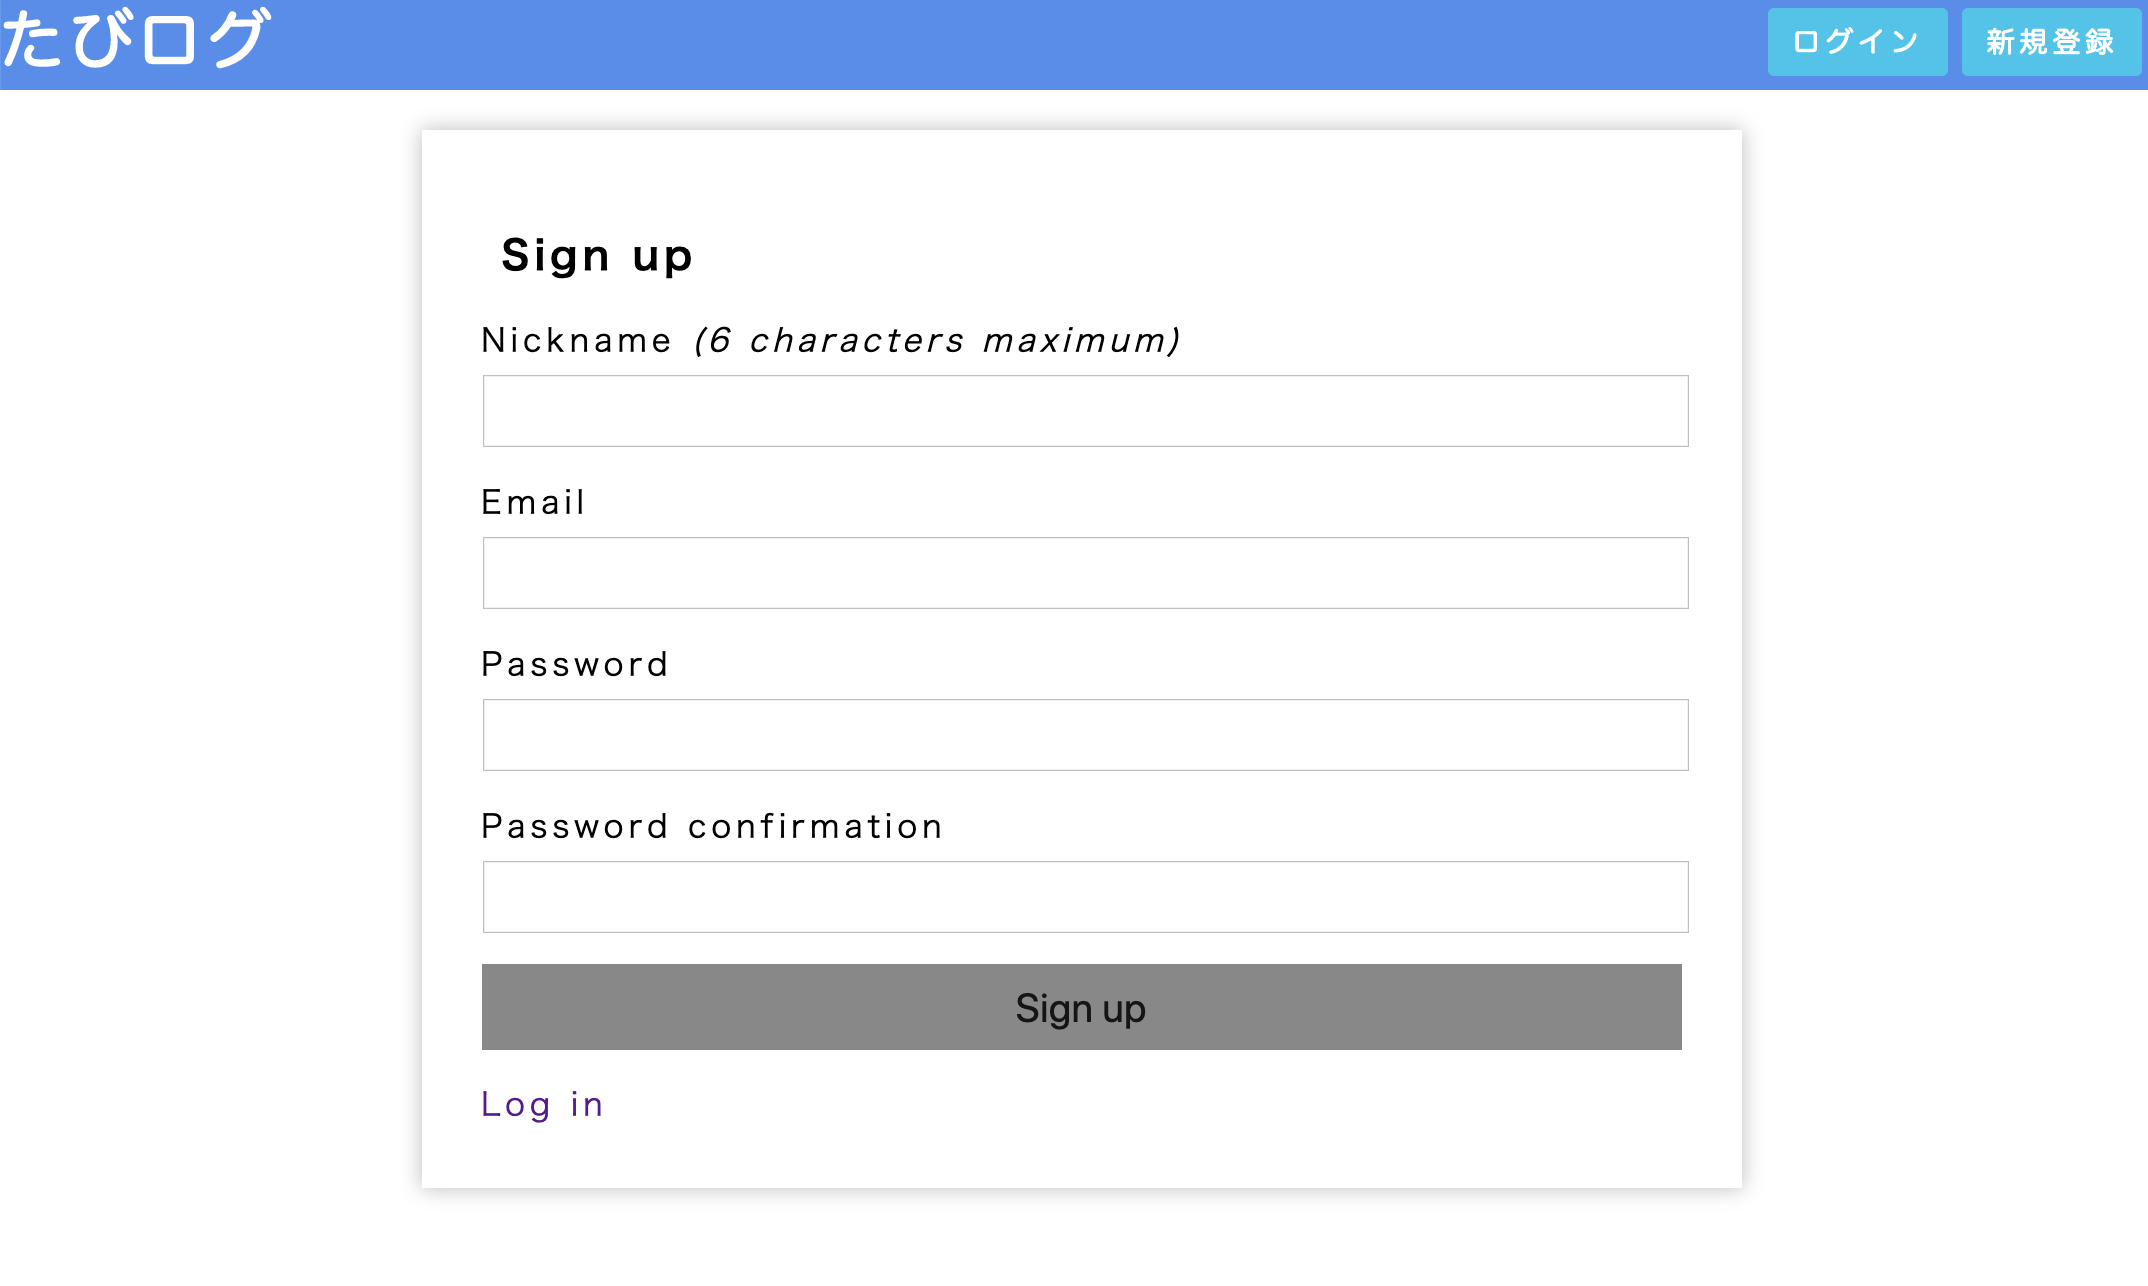 たびログ
ログイン
新規登録
Sign up
Nickname (6 characters maximum)
Email
Password
Password confirmation
Sign up
Log in